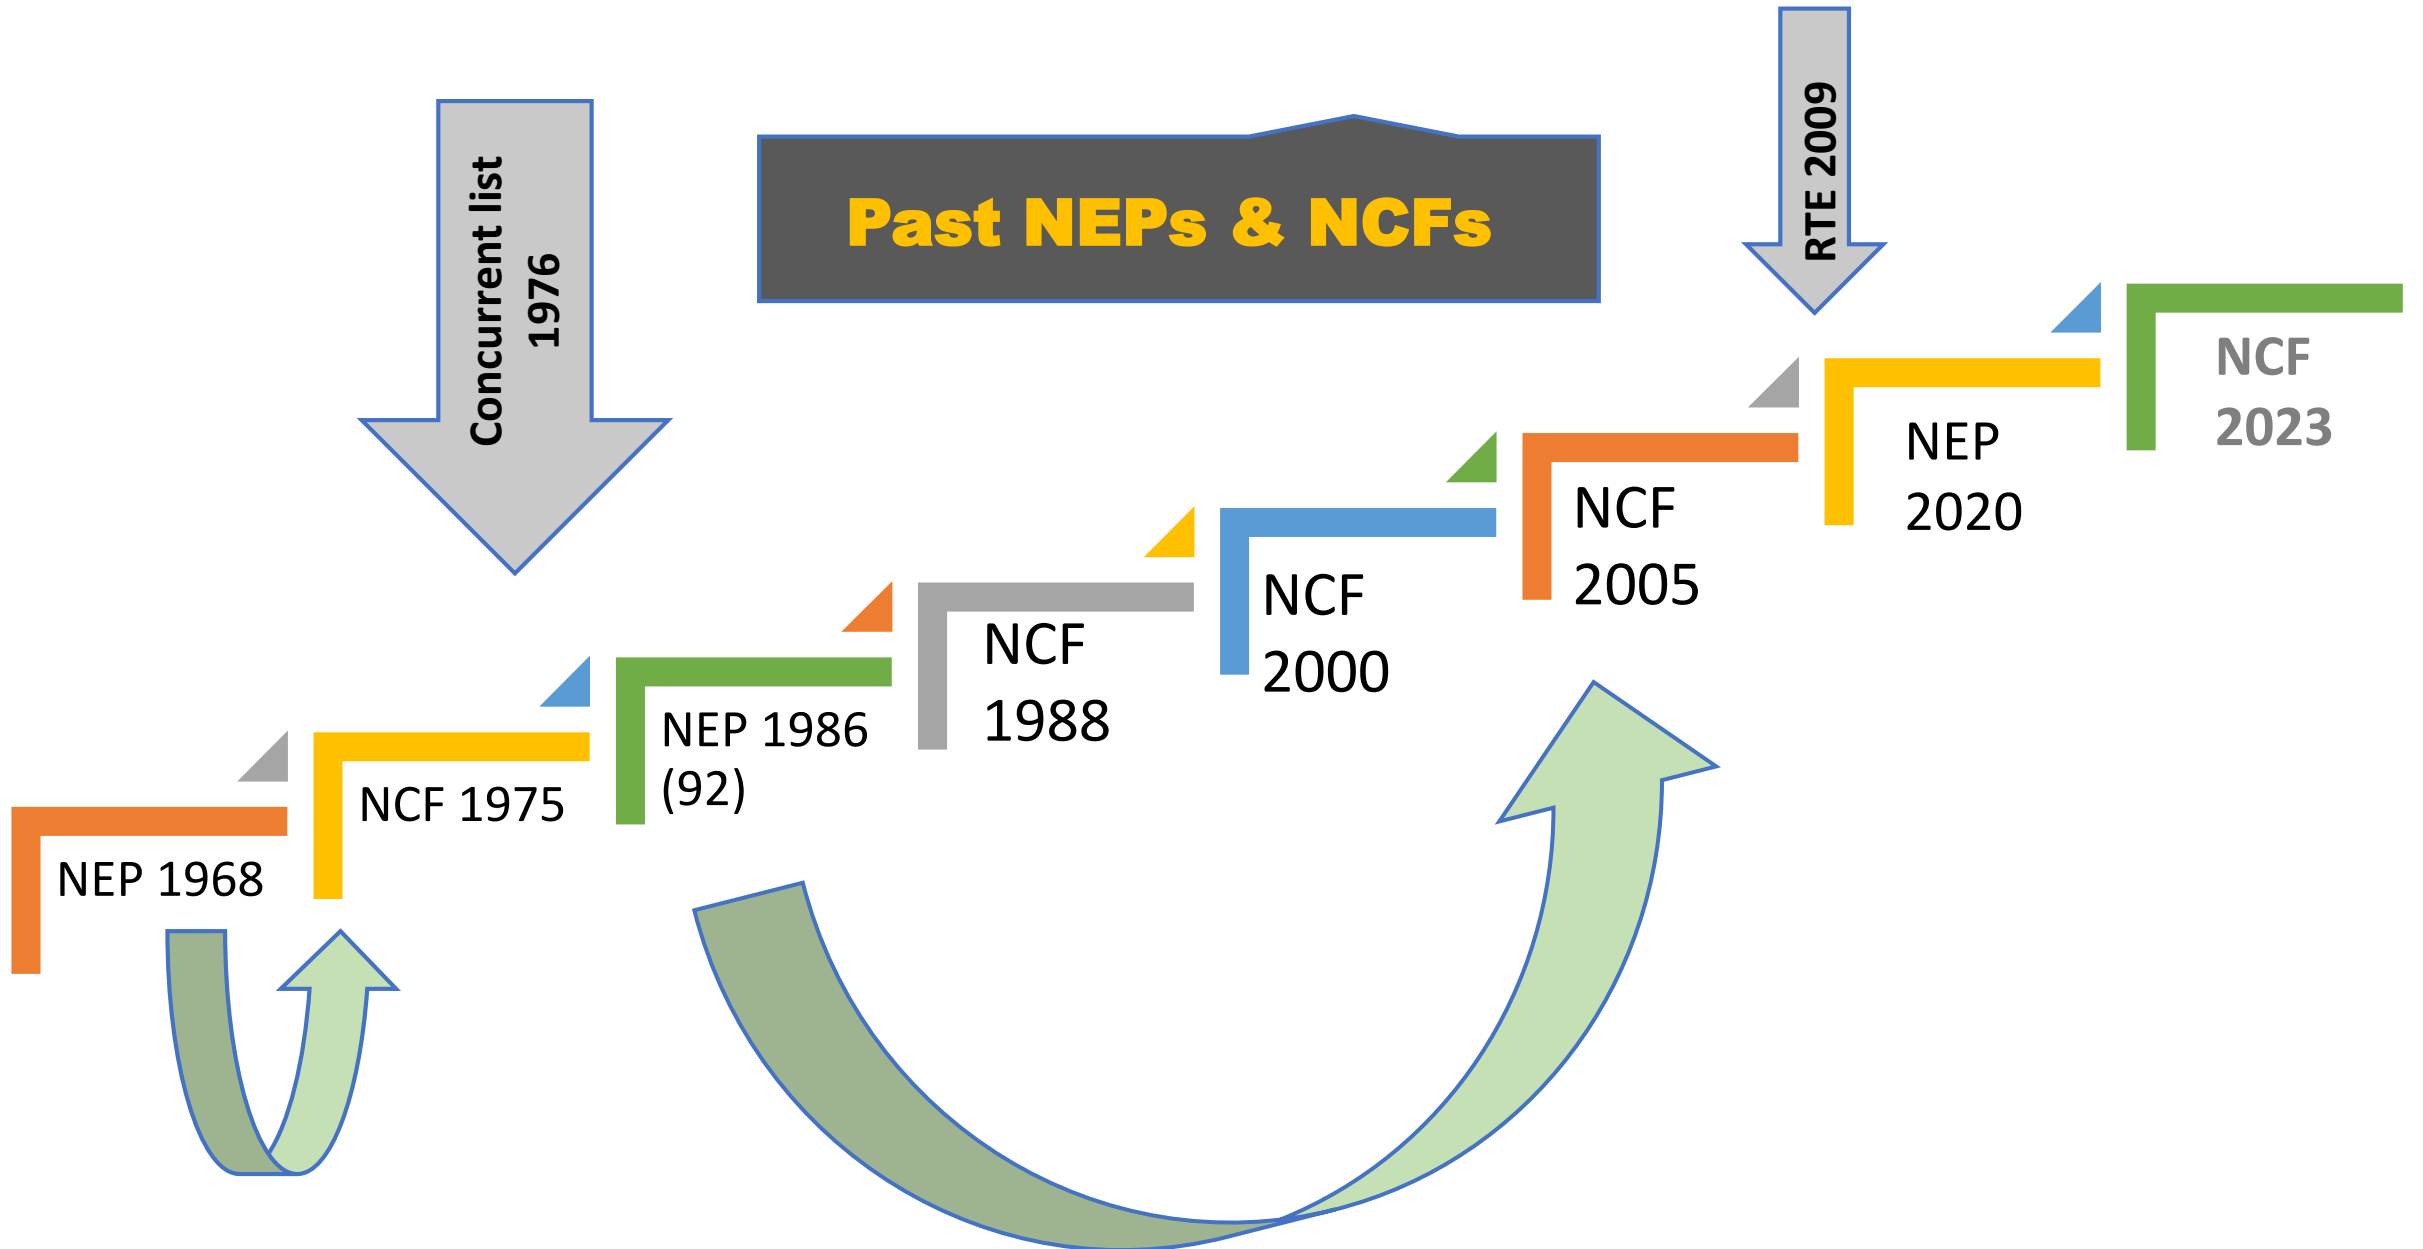 Concurrent list
1976
Past NEPs & NCFs
RTE 2009
NEP 1968
NCF 1975
NEP 1986
(92)
NCF
1988
NCF
2000
NCF
2005
NEP
2020
NCF
2023